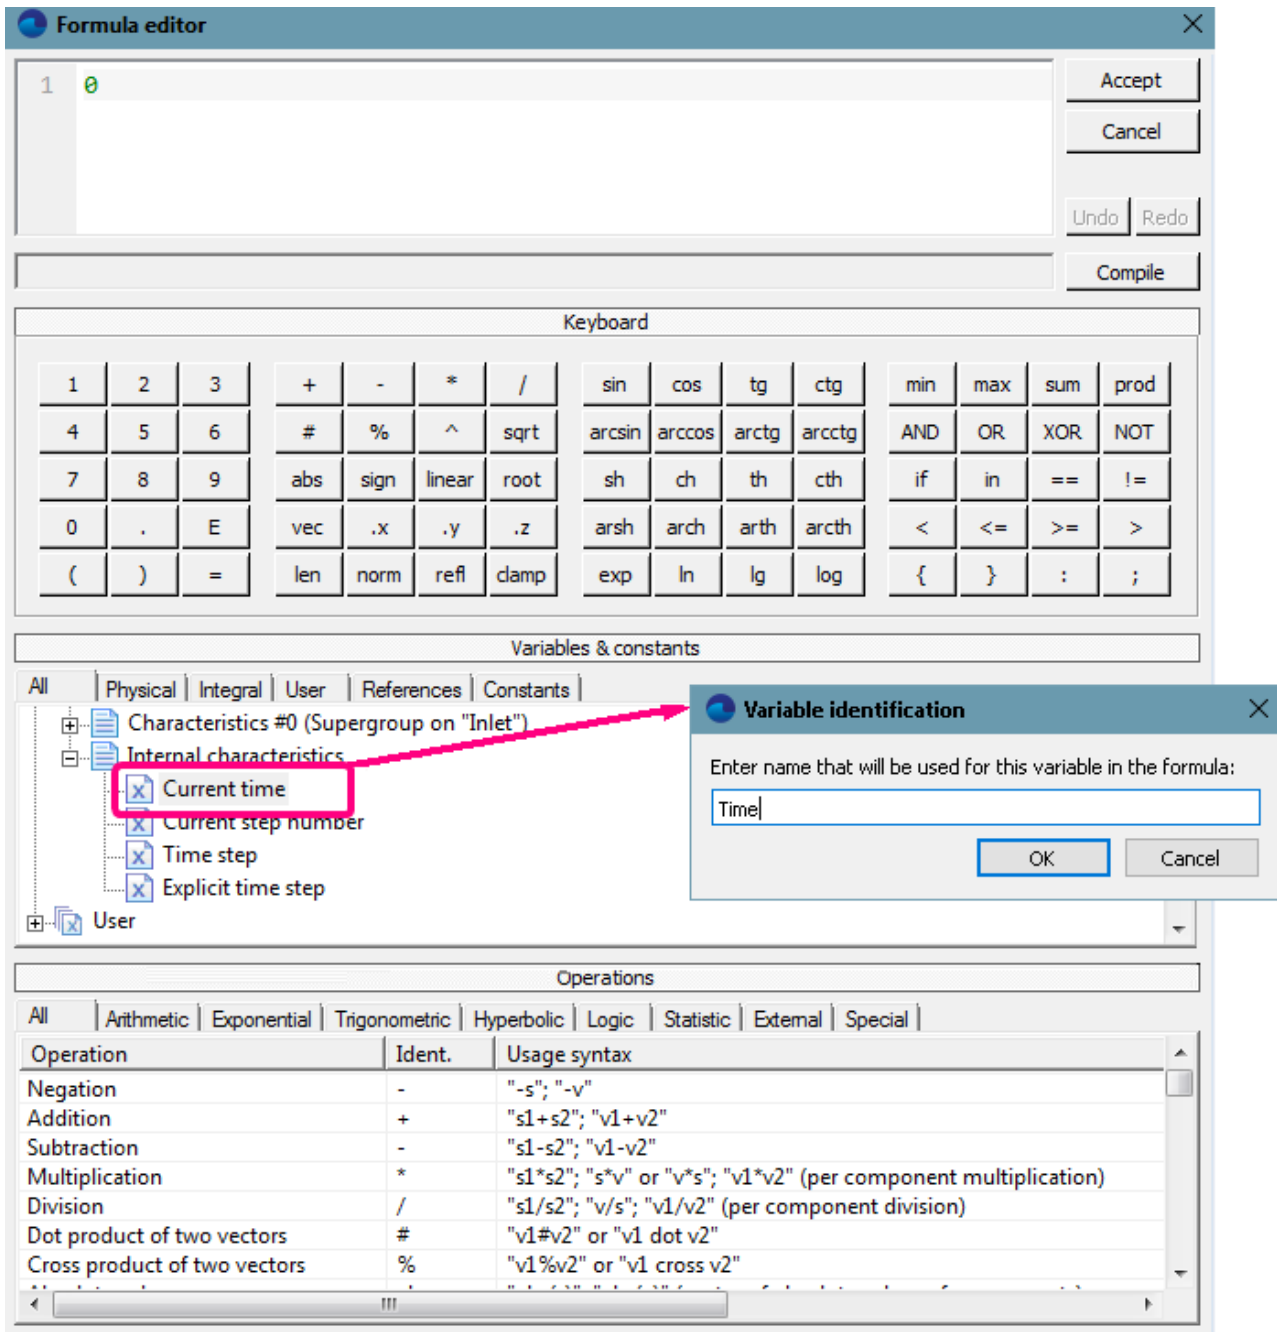 Formula editor
1 0
Accept
Cancel
Undo Redo
Compile
Keyboard
1 2 3 + - * / sin cos tg ctg min max sum prod
4 5 6 # % ^ sqrt arcsin arccos arctg arcctg AND OR XOR NOT
7 8 9 abs sign linear root sh ch th cth if in == !=
0 . E vec .x .y .z arsh arch arth arcth < <= >= >
( ) = len norm refl clamp exp ln lg log { } : ;
Variables & constants
All Physical Integral User References Constants
Characteristics #0 (Supergroup on "Inlet")
Internal characteristics
Current time
Current step number
Time step
Explicit time step
User
Variable identification
Enter name that will be used for this variable in the formula:
Time
OK Cancel
Operations
All Arithmetic Exponential Trigonometric Hyperbolic Logic Statistic External Special
Operation Ident. Usage syntax
Negation - "-s"; "-v"
Addition + "s1+s2"; "v1+v2"
Subtraction - "s1-s2"; "v1-v2"
Multiplication * "s1*s2"; "s*v" or "v*s"; "v1*v2" (per component multiplication)
Division / "s1/s2"; "v/s"; "v1/v2" (per component division)
Dot product of two vectors # "v1#v2" or "v1 dot v2"
Cross product of two vectors % "v1%v2" or "v1 cross v2"